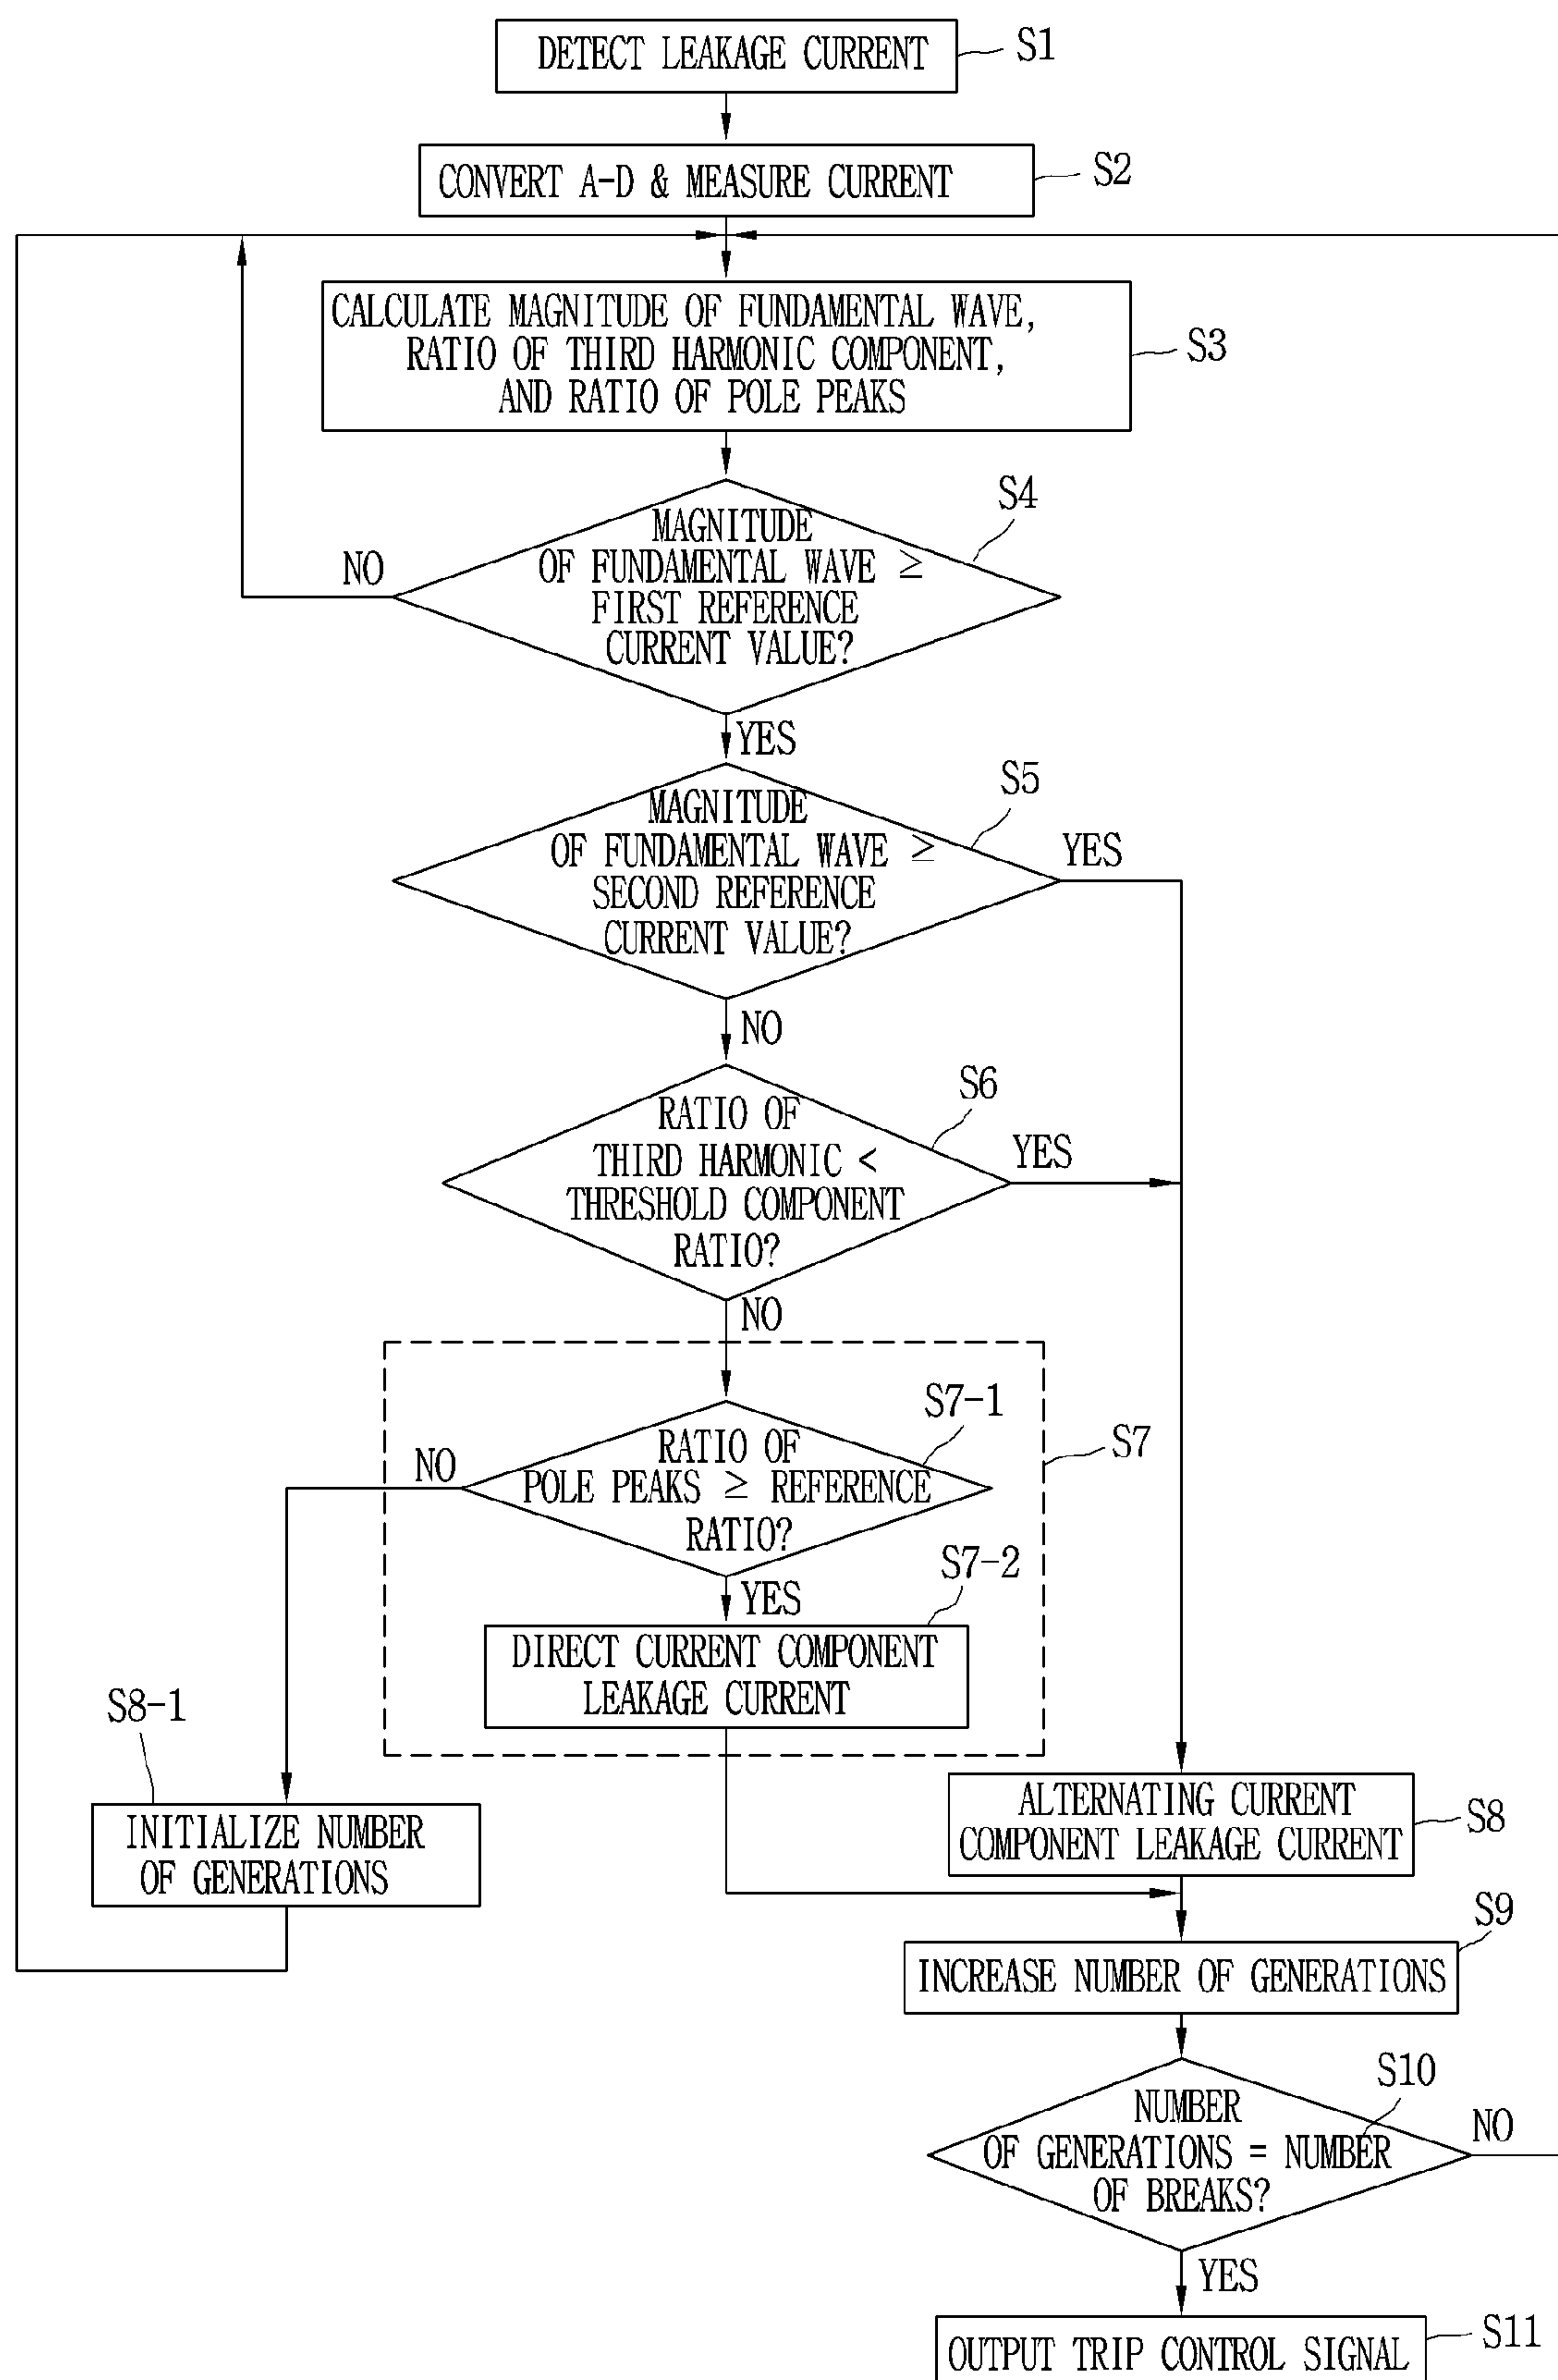 DETECT LEAKAGE CURRENT
S1
CONVERT A-D & MEASURE CURRENT
S2
CALCULATE MAGNITUDE OF FUNDAMENTAL WAVE,
RATIO OF THIRD HARMONIC COMPONENT,
AND RATIO OF POLE PEAKS
S3
S4
MAGNITUDE
OF FUNDAMENTAL WAVE ≥
FIRST REFERENCE
CURRENT VALUE?
NO
YES
S5
MAGNITUDE
OF FUNDAMENTAL WAVE ≥
SECOND REFERENCE
CURRENT VALUE?
YES
NO
S6
RATIO OF
THIRD HARMONIC <
THRESHOLD COMPONENT
RATIO?
YES
NO
S7-1
S7
RATIO OF
POLE PEAKS ≥ REFERENCE
RATIO?
NO
YES
S7-2
DIRECT CURRENT COMPONENT
LEAKAGE CURRENT
S8-1
INITIALIZE NUMBER
OF GENERATIONS
ALTERNATING CURRENT
COMPONENT LEAKAGE CURRENT
S8
S9
INCREASE NUMBER OF GENERATIONS
S10
NUMBER
OF GENERATIONS = NUMBER
OF BREAKS?
NO
YES
S11
OUTPUT TRIP CONTROL SIGNAL